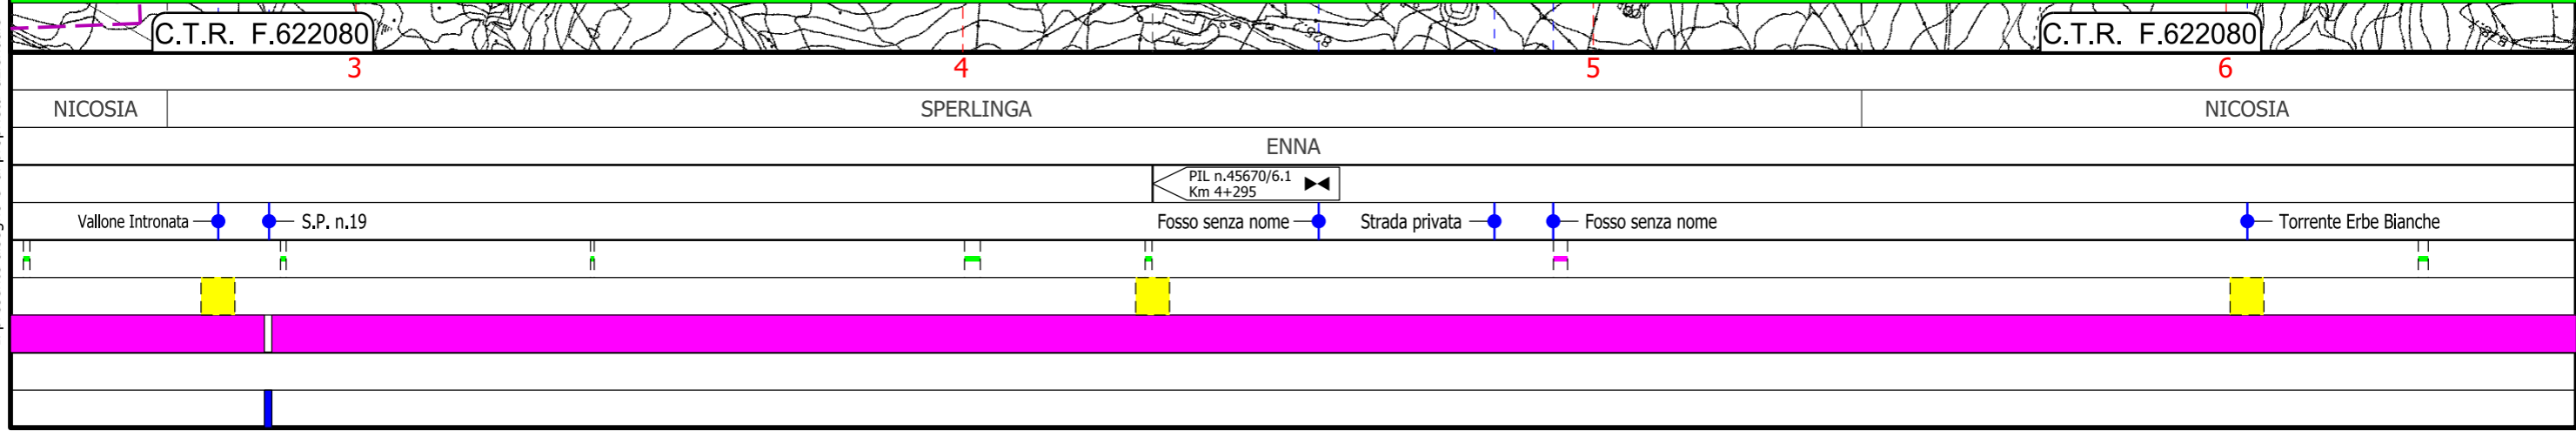 C.T.R. F.622080
C.T.R. F.622080
3
4
5
6
NICOSIA
SPERLINGA
NICOSIA
ENNA
PIL n.45670/6.1
Km 4+295
Vallone Intronata
S.P. n.19
Fosso senza nome
Strada privata
Fosso senza nome
Torrente Erbe Bianche